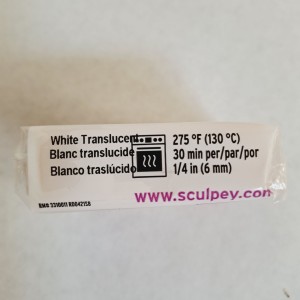 White Translucent 275 °F (130 °C)
Blanc translucide 30 min per/par/por
Blanco traslúcido 1/4 in (6 mm)
www.sculpey.com